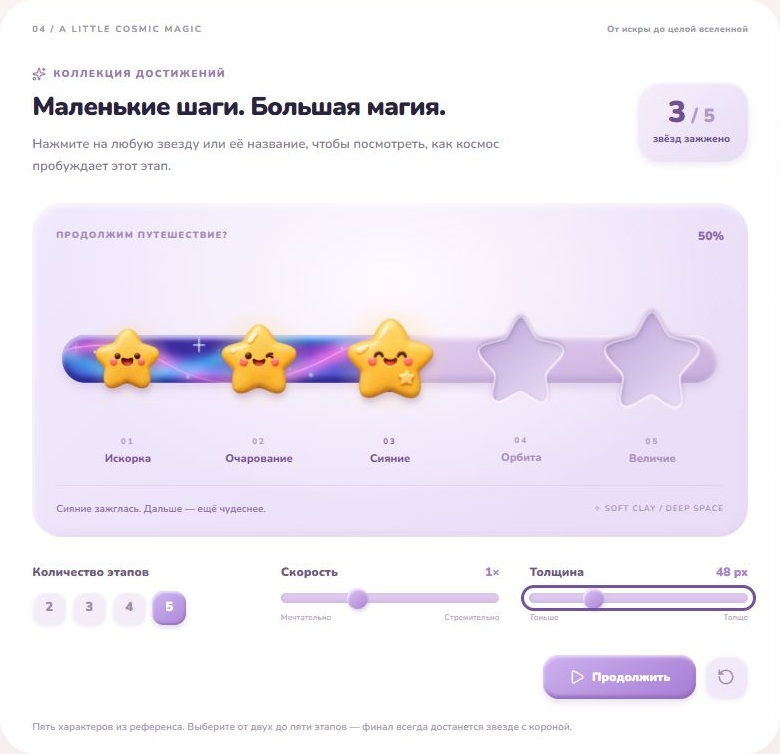 04 / A LITTLE COSMIC MAGIC
От искры до целой вселенной
КОЛЛЕКЦИЯ ДОСТИЖЕНИЙ
Маленькие шаги. Большая магия.
Нажмите на любую звезду или её название, чтобы посмотреть, как космос
пробуждает этот этап.
3 / 5
звёзд зажжено
ПРОДОЛЖИМ ПУТЕШЕСТВИЕ?
50%
01
02
03
04
05
Искорка
Очарование
Сияние
Орбита
Величие
Сияние зажглась. Дальше — ещё чудеснее.
✧ SOFT CLAY / DEEP SPACE
Количество этапов
2
3
4
5
Скорость
1×
Мечтательно
Стремительно
Толщина
48 px
Тоньше
Толще
Продолжить
Пять характеров из референса. Выберите от двух до пяти этапов — финал всегда достанется звезде с короной.